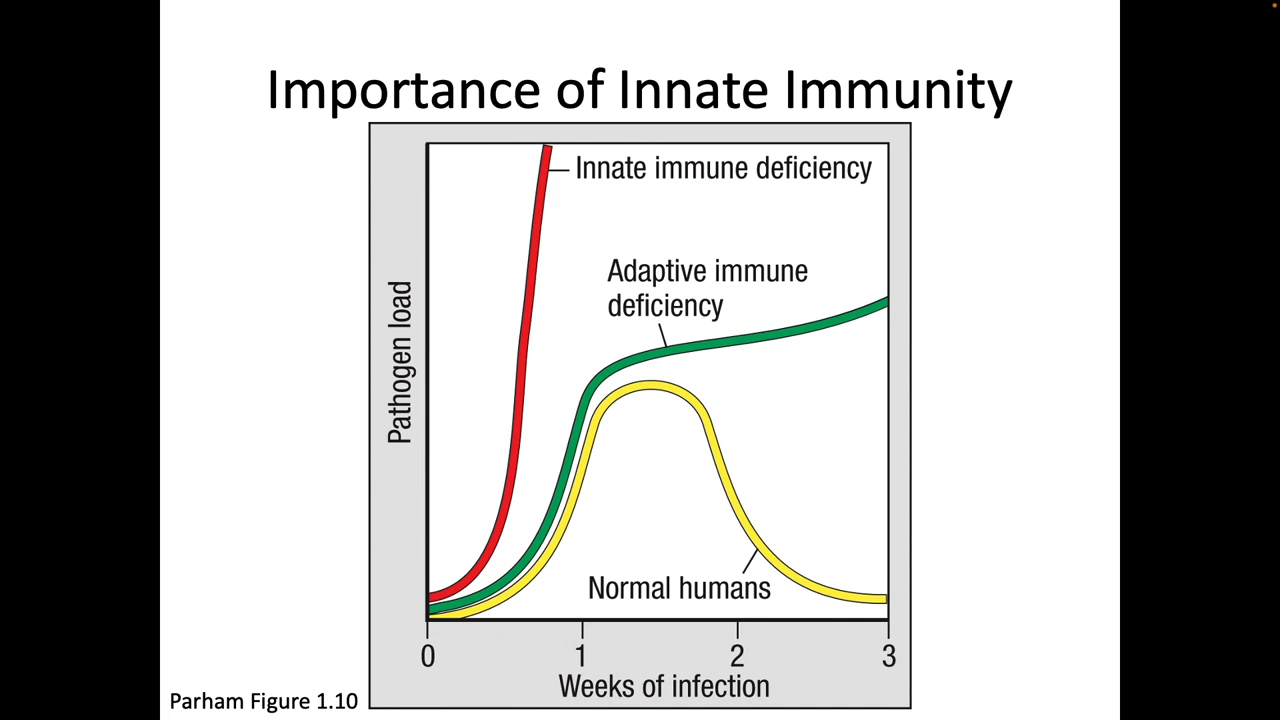 Importance of Innate Immunity
Innate immune deficiency
Adaptive immune
deficiency
Pathogen load
Normal humans
0 1 2 3
Weeks of infection
Parham Figure 1.10